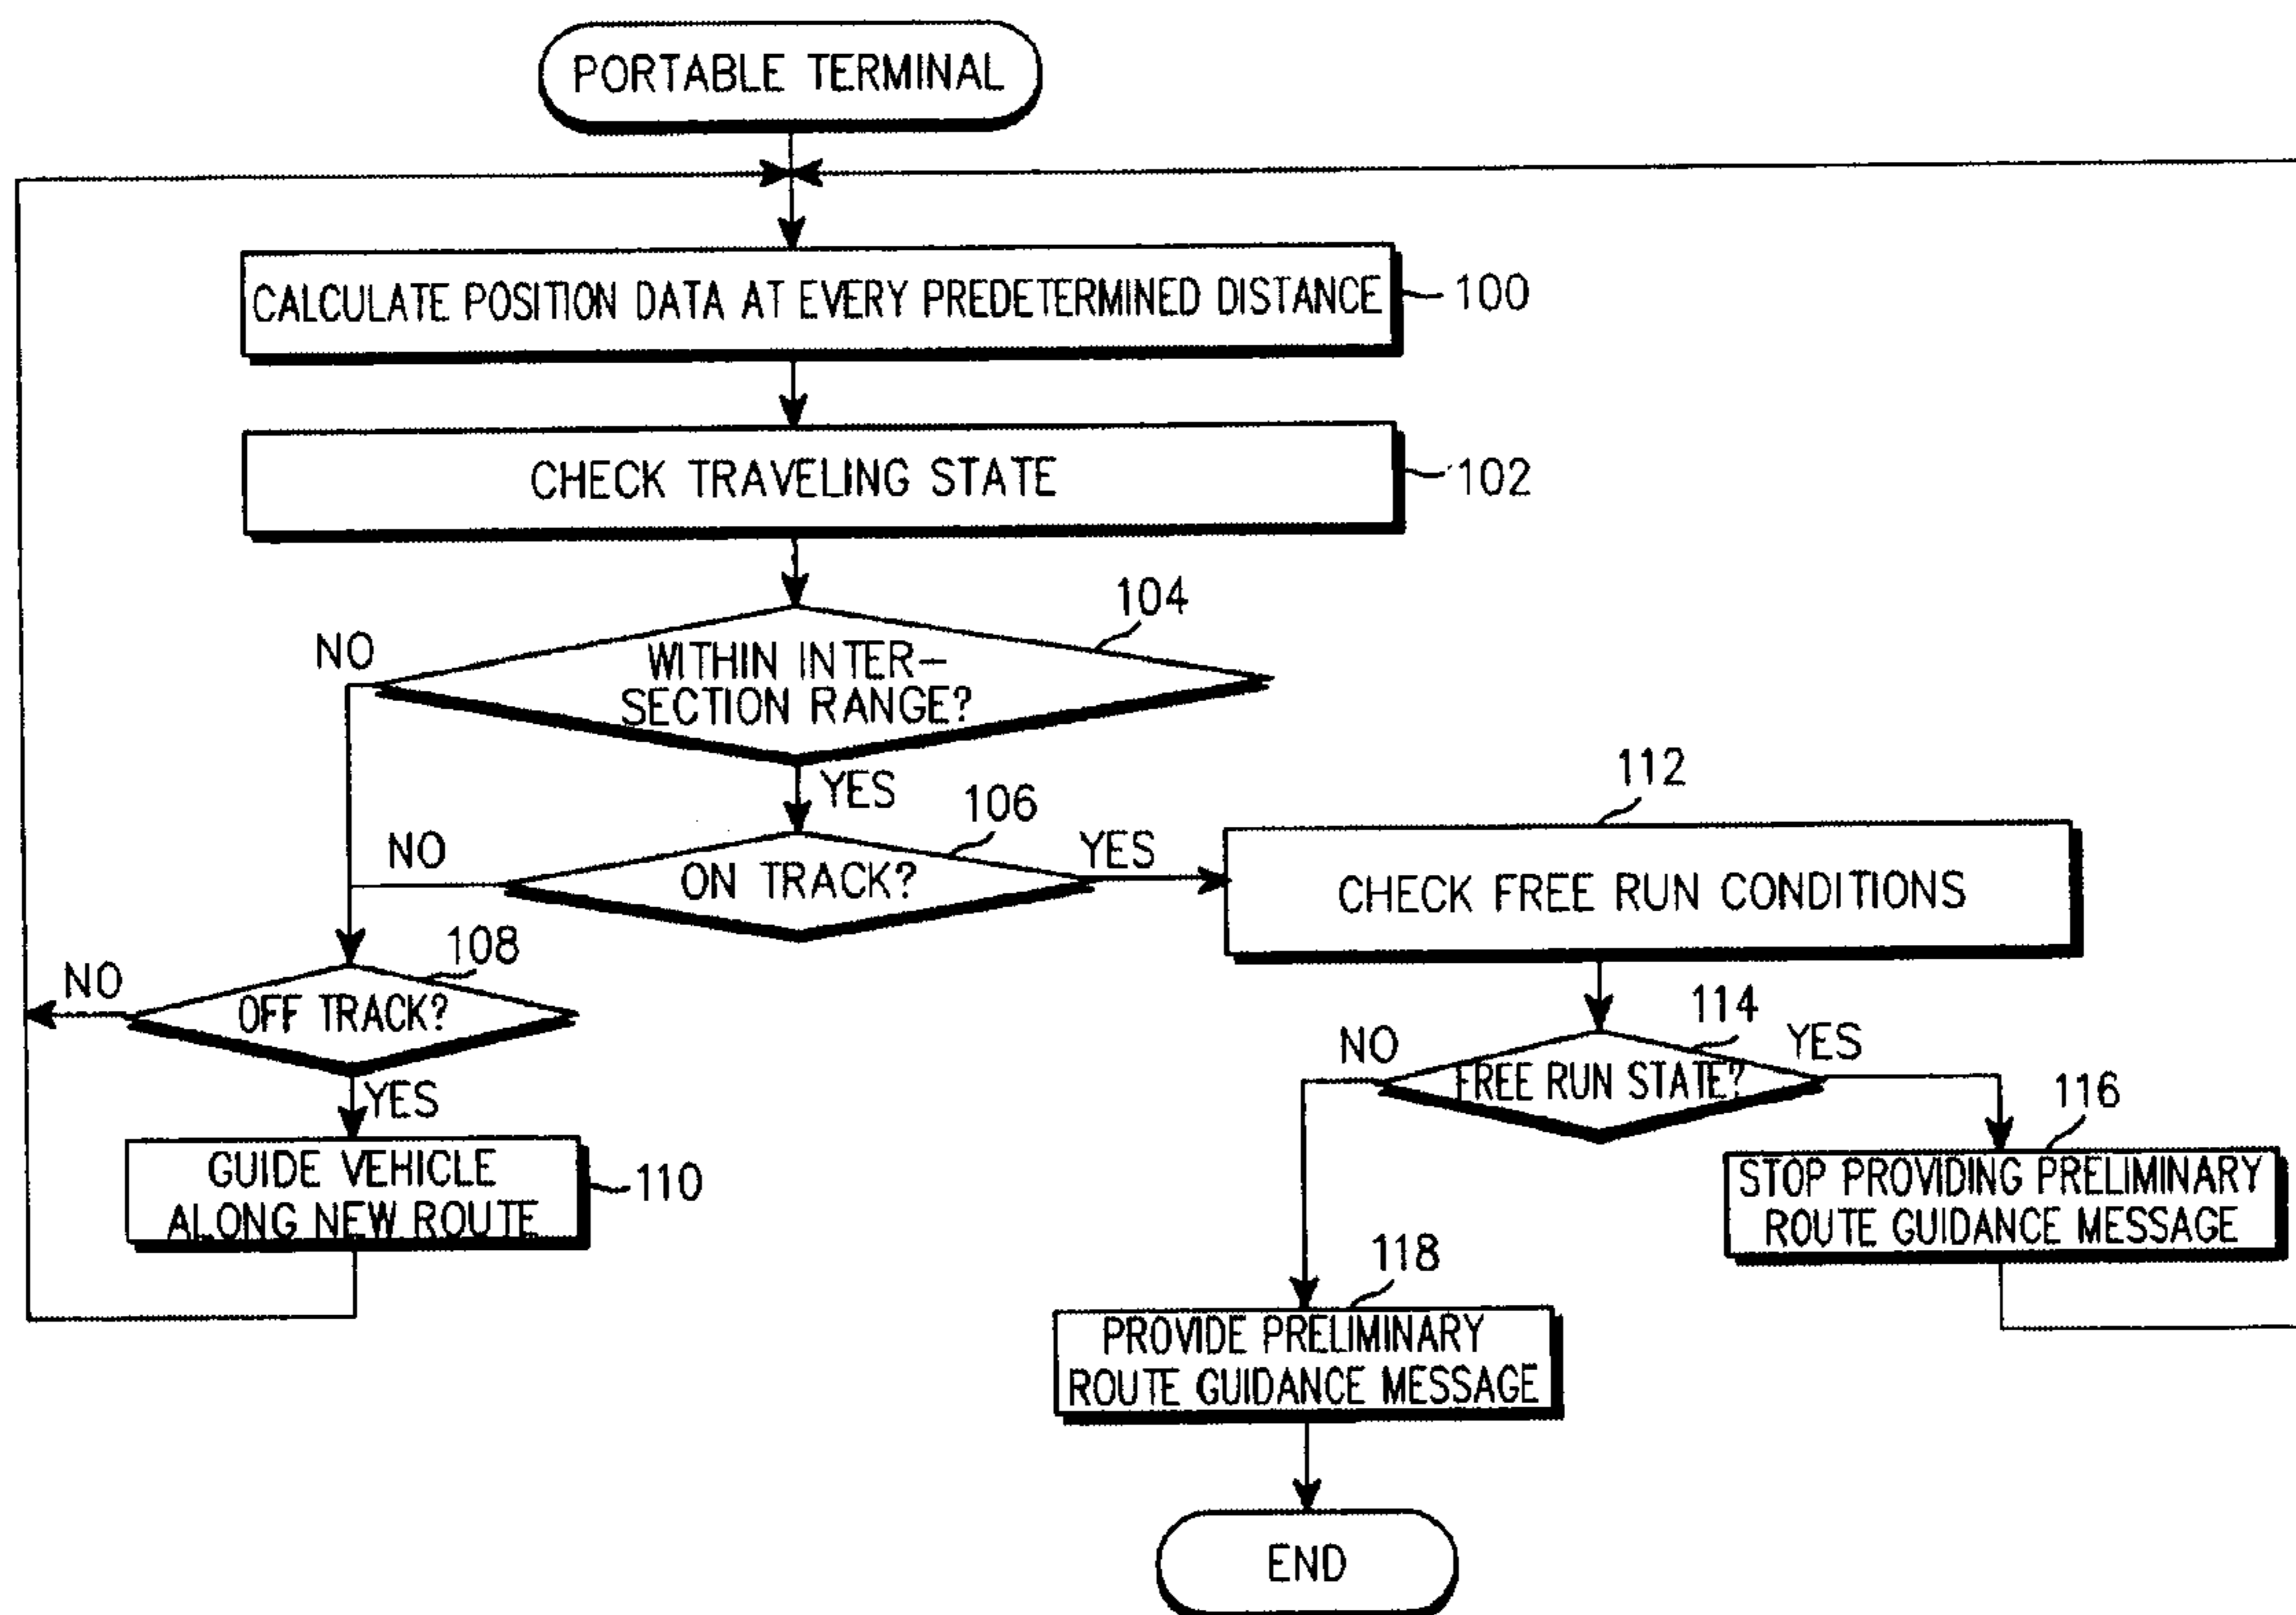 PORTABLE TERMINAL
CALCULATE POSITION DATA AT EVERY PREDETERMINED DISTANCE
100
CHECK TRAVELING STATE
102
104
NO
WITHIN INTER-
SECTION RANGE?
YES
106
NO
ON TRACK?
YES
112
CHECK FREE RUN CONDITIONS
108
NO
OFF TRACK?
YES
GUIDE VEHICLE
ALONG NEW ROUTE
110
114
NO
FREE RUN STATE?
YES
116
STOP PROVIDING PRELIMINARY
ROUTE GUIDANCE MESSAGE
118
PROVIDE PRELIMINARY
ROUTE GUIDANCE MESSAGE
END